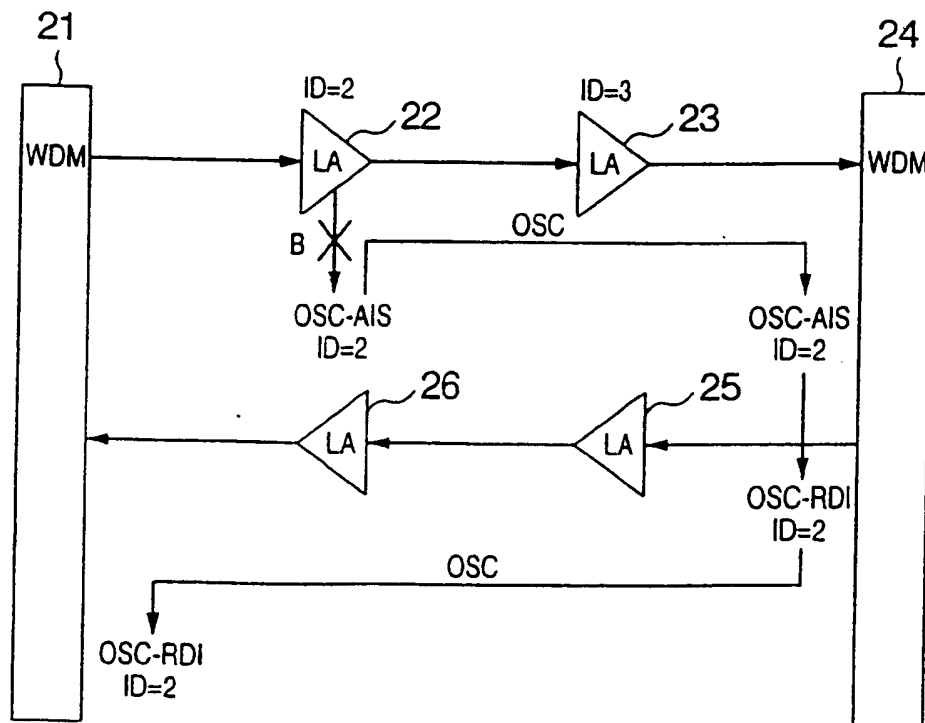 21
24
ID=2
22
ID=3
23
WDM
LA
LA
WDM
B
OSC
OSC-AIS
ID=2
OSC-AIS
ID=2
26
25
LA
LA
OSC-RDI
ID=2
OSC
OSC-RDI
ID=2